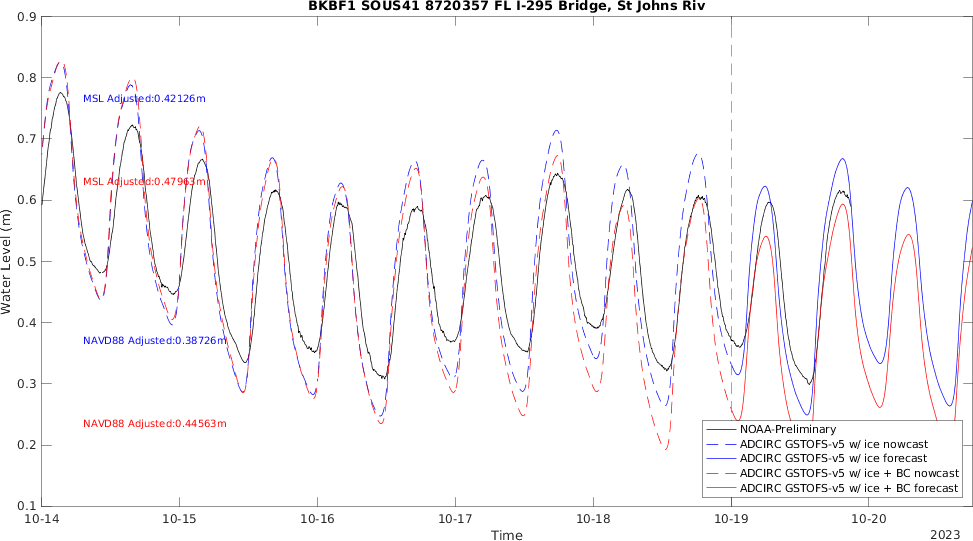 BKBF1 SOUS41 8720357 FL I-295 Bridge, St Johns Riv
0.9
0.8
MSL Adjusted:0.42126m
0.7
MSL Adjusted:0.47963m
0.6
Water Level (m)
0.5
0.4
NAVD88 Adjusted:0.38726m
0.3
NAVD88 Adjusted:0.44563m
0.2
NOAA-Preliminary
ADCIRC GSTOFS-v5 w/ ice nowcast
ADCIRC GSTOFS-v5 w/ ice forecast
ADCIRC GSTOFS-v5 w/ ice + BC nowcast
ADCIRC GSTOFS-v5 w/ ice + BC forecast
0.1
10-14 10-15 10-16 10-17 10-18 10-19 10-20
Time
2023